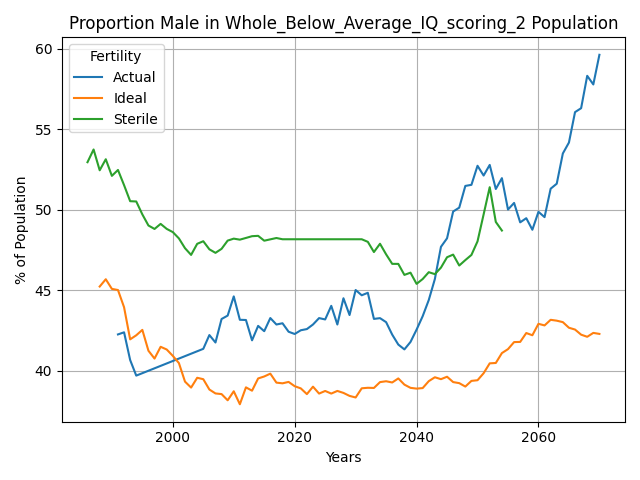 Proportion Male in Whole_Below_Average_IQ_scoring_2 Population
Fertility
Actual
Ideal
Sterile
% of Population
60
55
50
45
40
2000
2020
2040
2060
Years